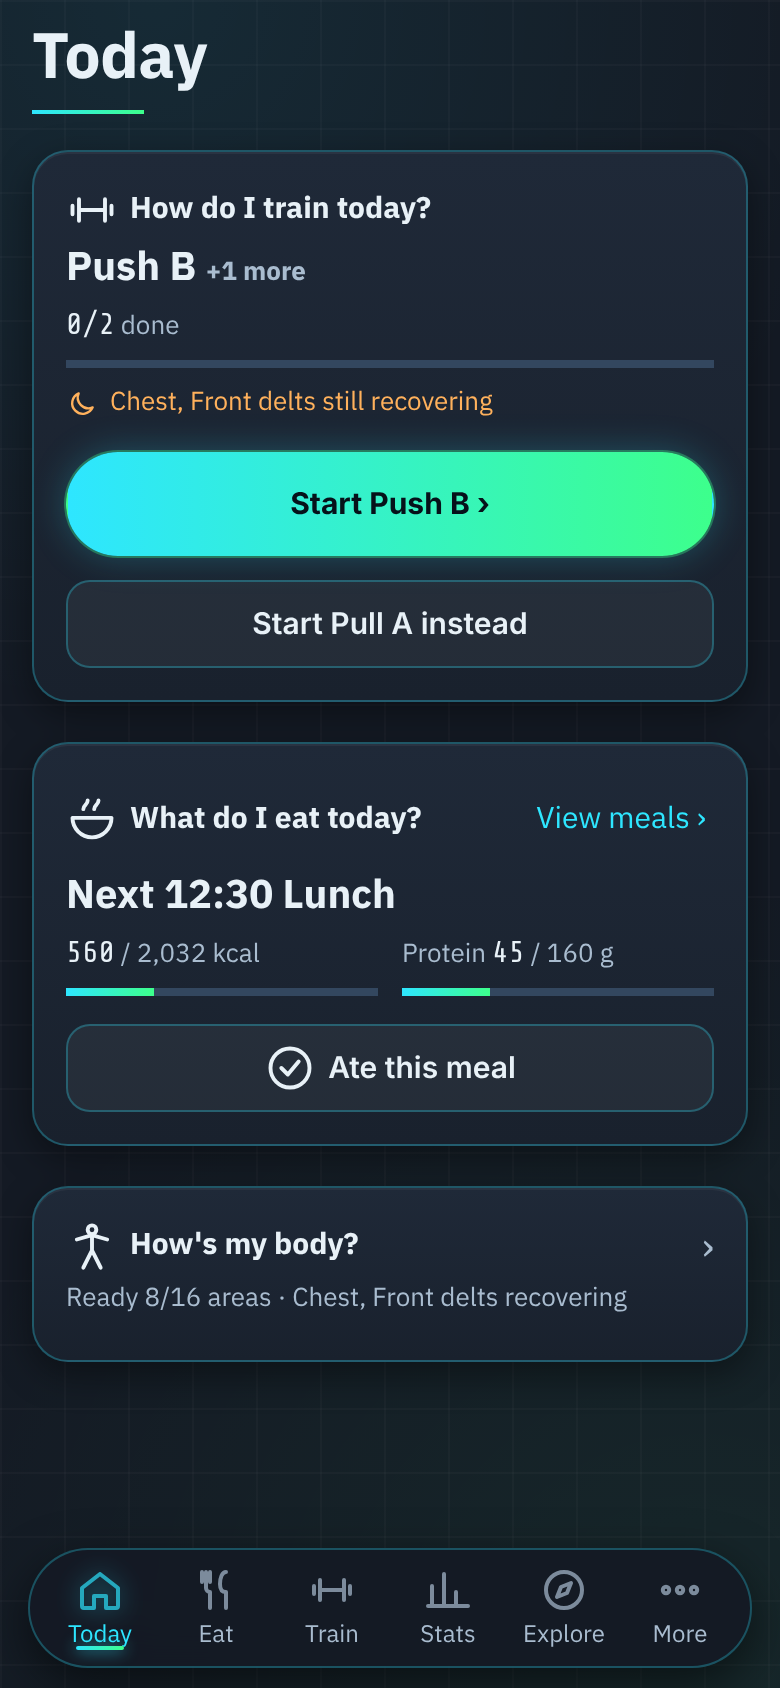 Today
How do I train today?
Push B +1 more
0/2 done
Chest, Front delts still recovering
Start Push B ›
Start Pull A instead
What do I eat today?
View meals ›
Next 12:30 Lunch
560 / 2,032 kcal
Protein 45 / 160 g
Ate this meal
How's my body?
›
Ready 8/16 areas · Chest, Front delts recovering
Today
Eat
Train
Stats
Explore
More